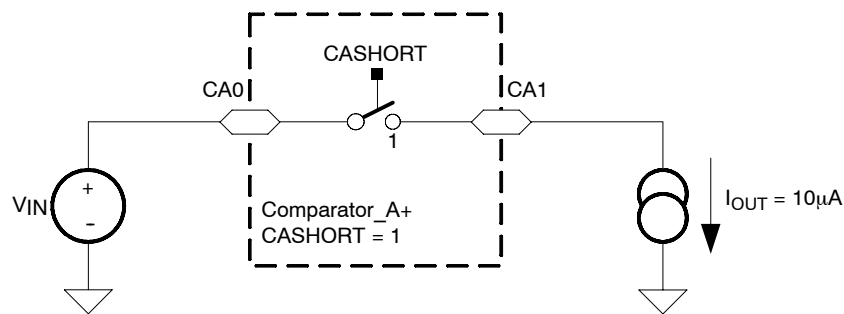 CASHORT
CA0
CA1
1
VIN
+
-
Comparator_A+
CASHORT = 1
IOUT = 10µA